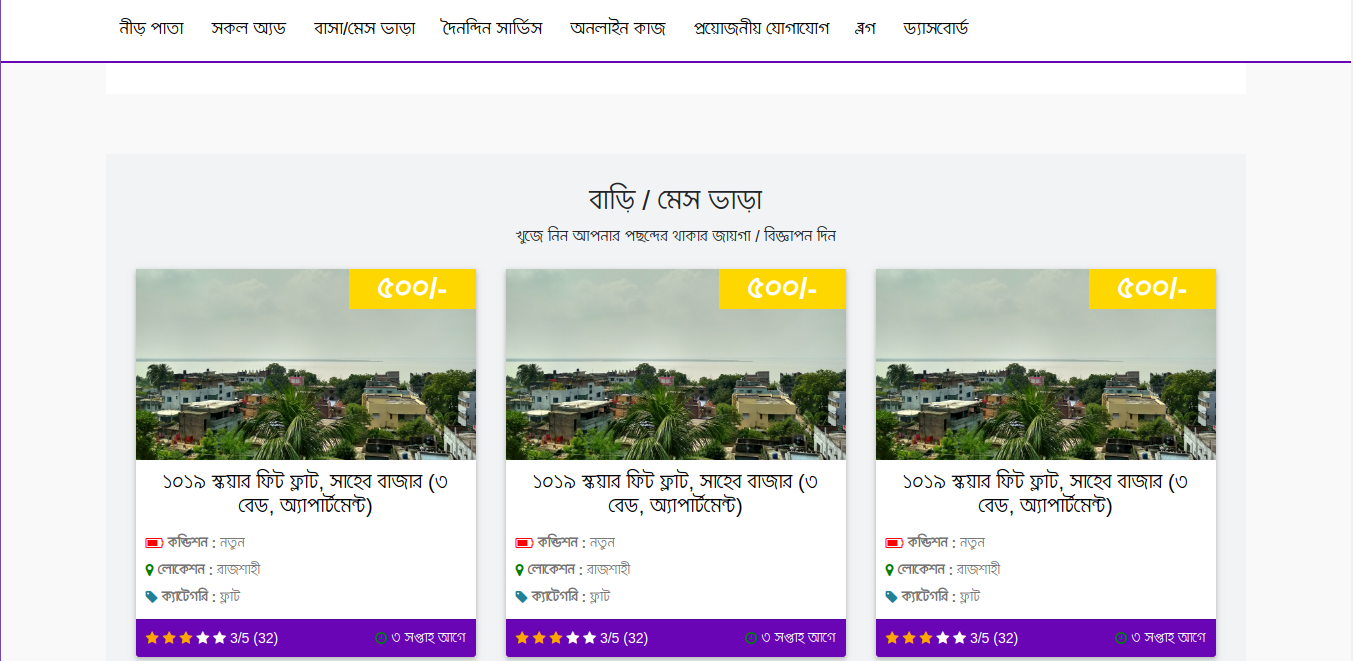 নীড় পাতা সকল অ্যড বাসা/মেস ভাড়া দৈনন্দিন সার্ভিস অনলাইন কাজ প্রয়োজনীয় যোগাযোগ ব্লগ ড্যাসবোর্ড
বাড়ি / মেস ভাড়া
খুজে নিন আপনার পছন্দের থাকার জায়গা / বিজ্ঞাপন দিন
৫০০/- ৫০০/- ৫০০/-
১০১৯ স্কয়ার ফিট ফ্লাট, সাহেব বাজার (৩
বেড, অ্যাপার্টমেন্ট)
কন্ডিশন : নতুন
লোকেশন : রাজশাহী
ক্যাটেগরি : ফ্লাট
3/5 (32) ৩ সপ্তাহ আগে
১০১৯ স্কয়ার ফিট ফ্লাট, সাহেব বাজার (৩
বেড, অ্যাপার্টমেন্ট)
কন্ডিশন : নতুন
লোকেশন : রাজশাহী
ক্যাটেগরি : ফ্লাট
3/5 (32) ৩ সপ্তাহ আগে
১০১৯ স্কয়ার ফিট ফ্লাট, সাহেব বাজার (৩
বেড, অ্যাপার্টমেন্ট)
কন্ডিশন : নতুন
লোকেশন : রাজশাহী
ক্যাটেগরি : ফ্লাট
3/5 (32) ৩ সপ্তাহ আগে